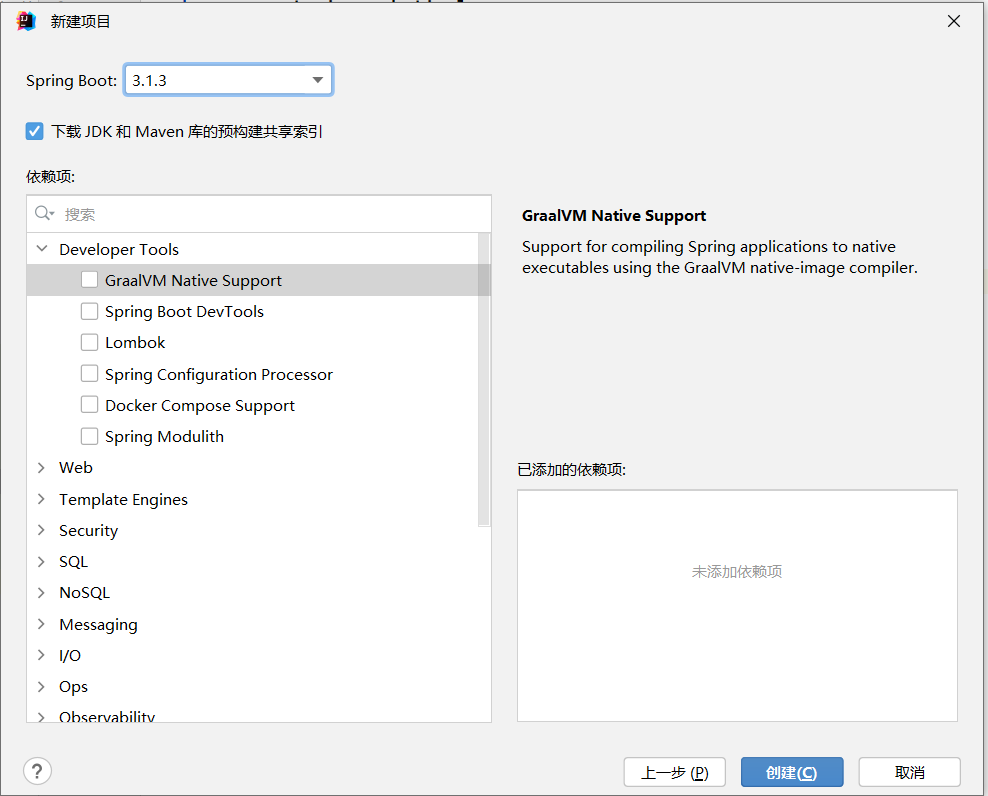 新建项目
Spring Boot: 3.1.3
下载 JDK 和 Maven 库的预构建共享索引
依赖项:
搜索
Developer Tools
GraalVM Native Support
Spring Boot DevTools
Lombok
Spring Configuration Processor
Docker Compose Support
Spring Modulith
Web
Template Engines
Security
SQL
NoSQL
Messaging
I/O
Ops
Observability
GraalVM Native Support
Support for compiling Spring applications to native
executables using the GraalVM native-image compiler.
已添加的依赖项:
未添加依赖项
?
上一步 (P)
创建(C)
取消